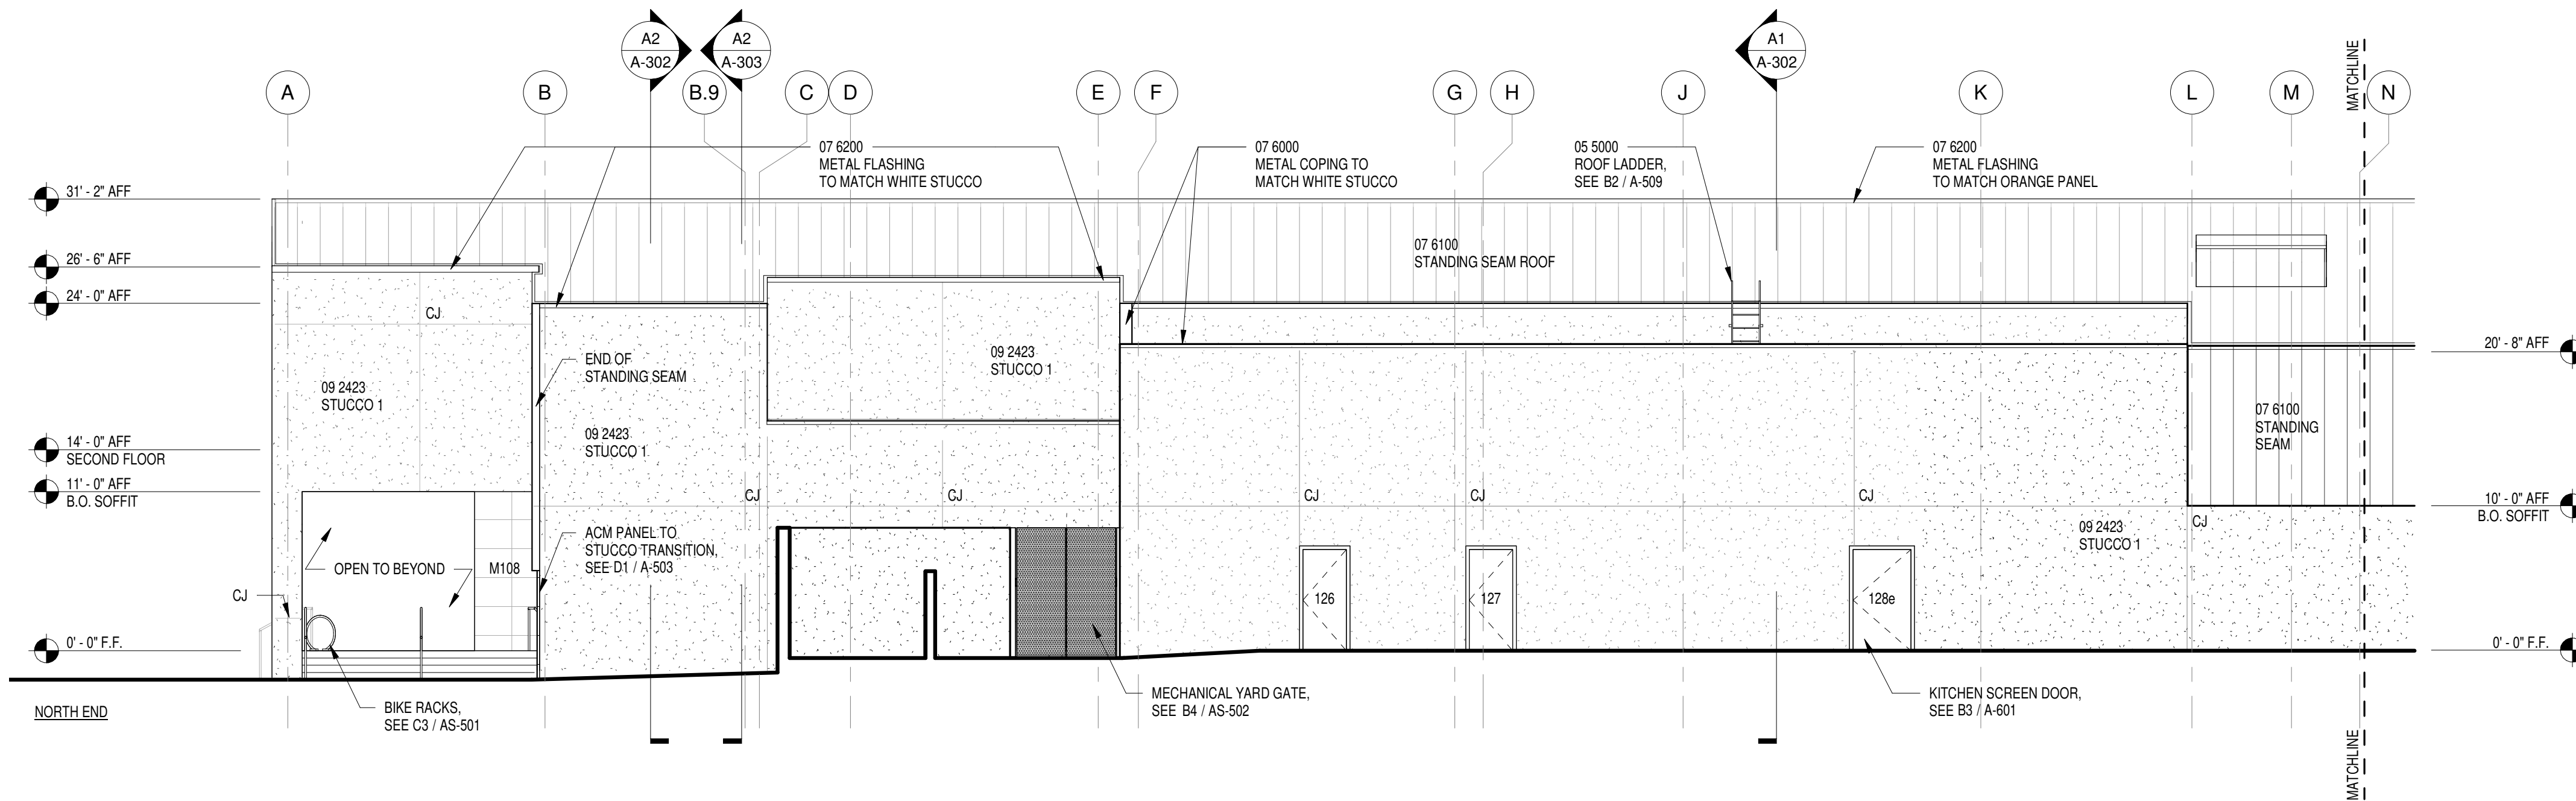 A2
A-302
A2
A-303
A1
A-302
MATCHLINE
A
B
B.9
C
D
E
F
G
H
J
K
L
M
N
07 6200
METAL FLASHING
TO MATCH WHITE STUCCO
07 6000
METAL COPING TO
MATCH WHITE STUCCO
05 5000
ROOF LADDER,
SEE B2 / A-509
07 6200
METAL FLASHING
TO MATCH ORANGE PANEL
31' - 2" AFF
26' - 6" AFF
24' - 0" AFF
14' - 0" AFF
SECOND FLOOR
11' - 0" AFF
B.O. SOFFIT
0' - 0" F.F.
07 6100
STANDING SEAM ROOF
CJ
END OF
STANDING SEAM
09 2423
STUCCO 1
09 2423
STUCCO 1
09 2423
STUCCO 1
20' - 8" AFF
07 6100
STANDING
SEAM
10' - 0" AFF
B.O. SOFFIT
CJ
CJ
CJ
CJ
CJ
CJ
09 2423
STUCCO 1
ACM PANEL TO
STUCCO TRANSITION,
SEE D1 / A-503
OPEN TO BEYOND
M108
CJ
126
127
128e
0' - 0" F.F.
MECHANICAL YARD GATE,
SEE B4 / AS-502
KITCHEN SCREEN DOOR,
SEE B3 / A-601
BIKE RACKS,
SEE C3 / AS-501
NORTH END
MATCHLINE